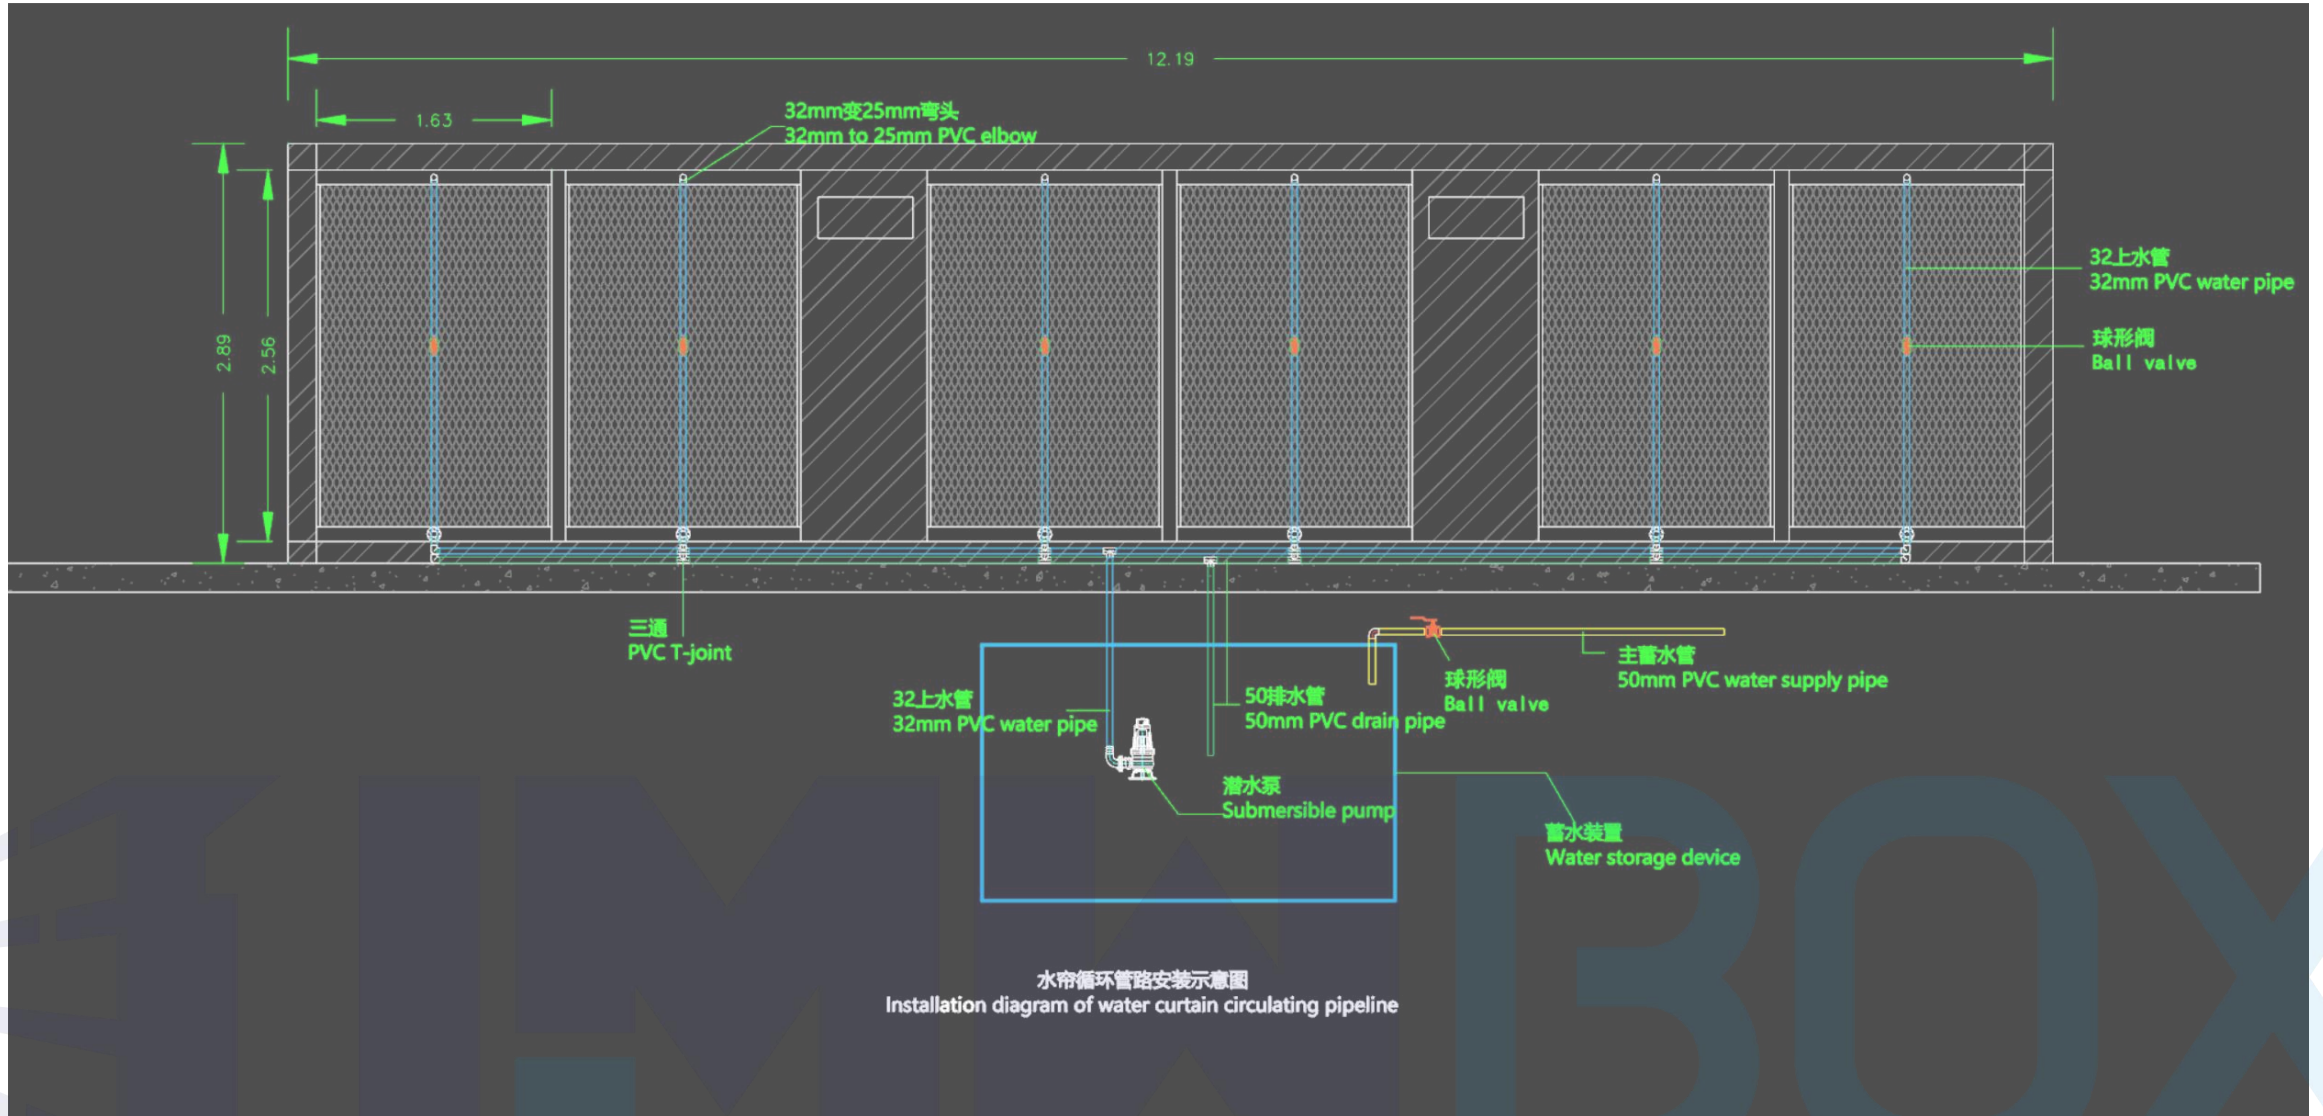 12.19
1.63
32mm变25mm弯头
32mm to 25mm PVC elbow
2.89
2.56
32上水管
32mm PVC water pipe
球形阀
Ball valve
三通
PVC T-joint
32上水管
32mm PVC water pipe
50排水管
50mm PVC drain pipe
球形阀
Ball valve
主蓄水管
50mm PVC water supply pipe
潜水泵
Submersible pump
蓄水装置
Water storage device
水帘循环管路安装示意图
Installation diagram of water curtain circulating pipeline
BOX